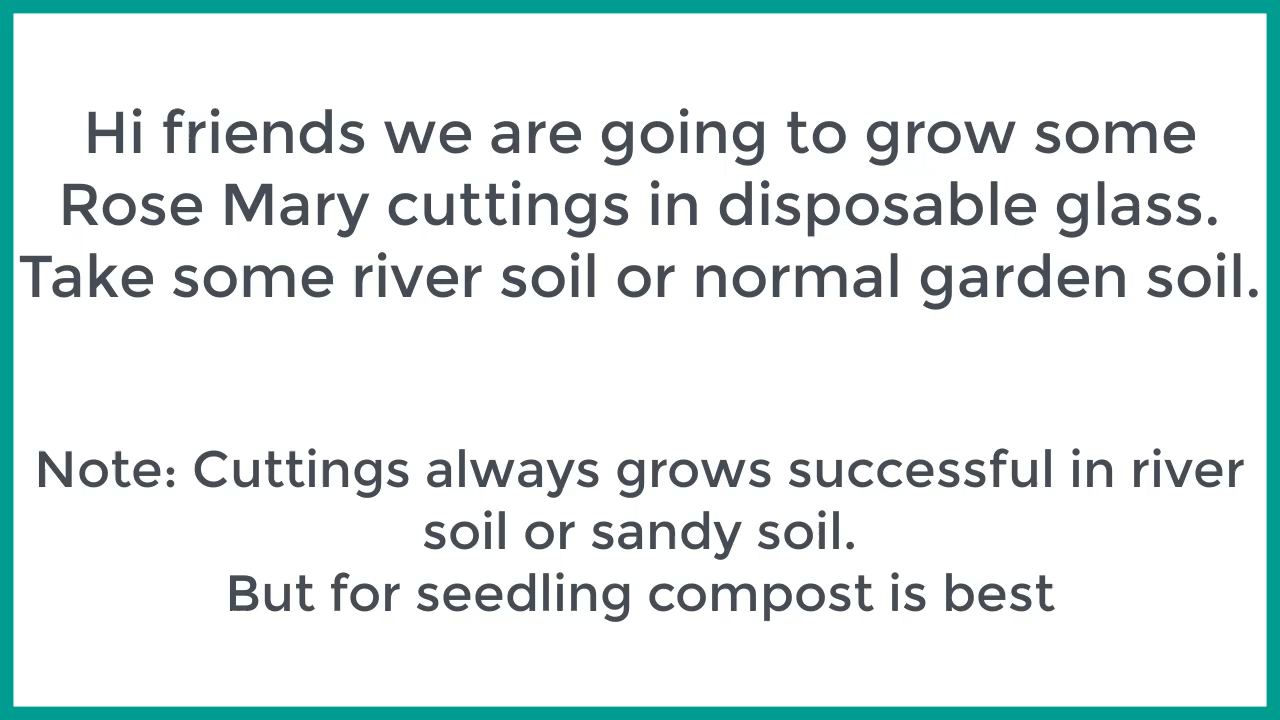 Hi friends we are going to grow some
Rose Mary cuttings in disposable glass.
Take some river soil or normal garden soil.
Note: Cuttings always grows successful in river
soil or sandy soil.
But for seedling compost is best